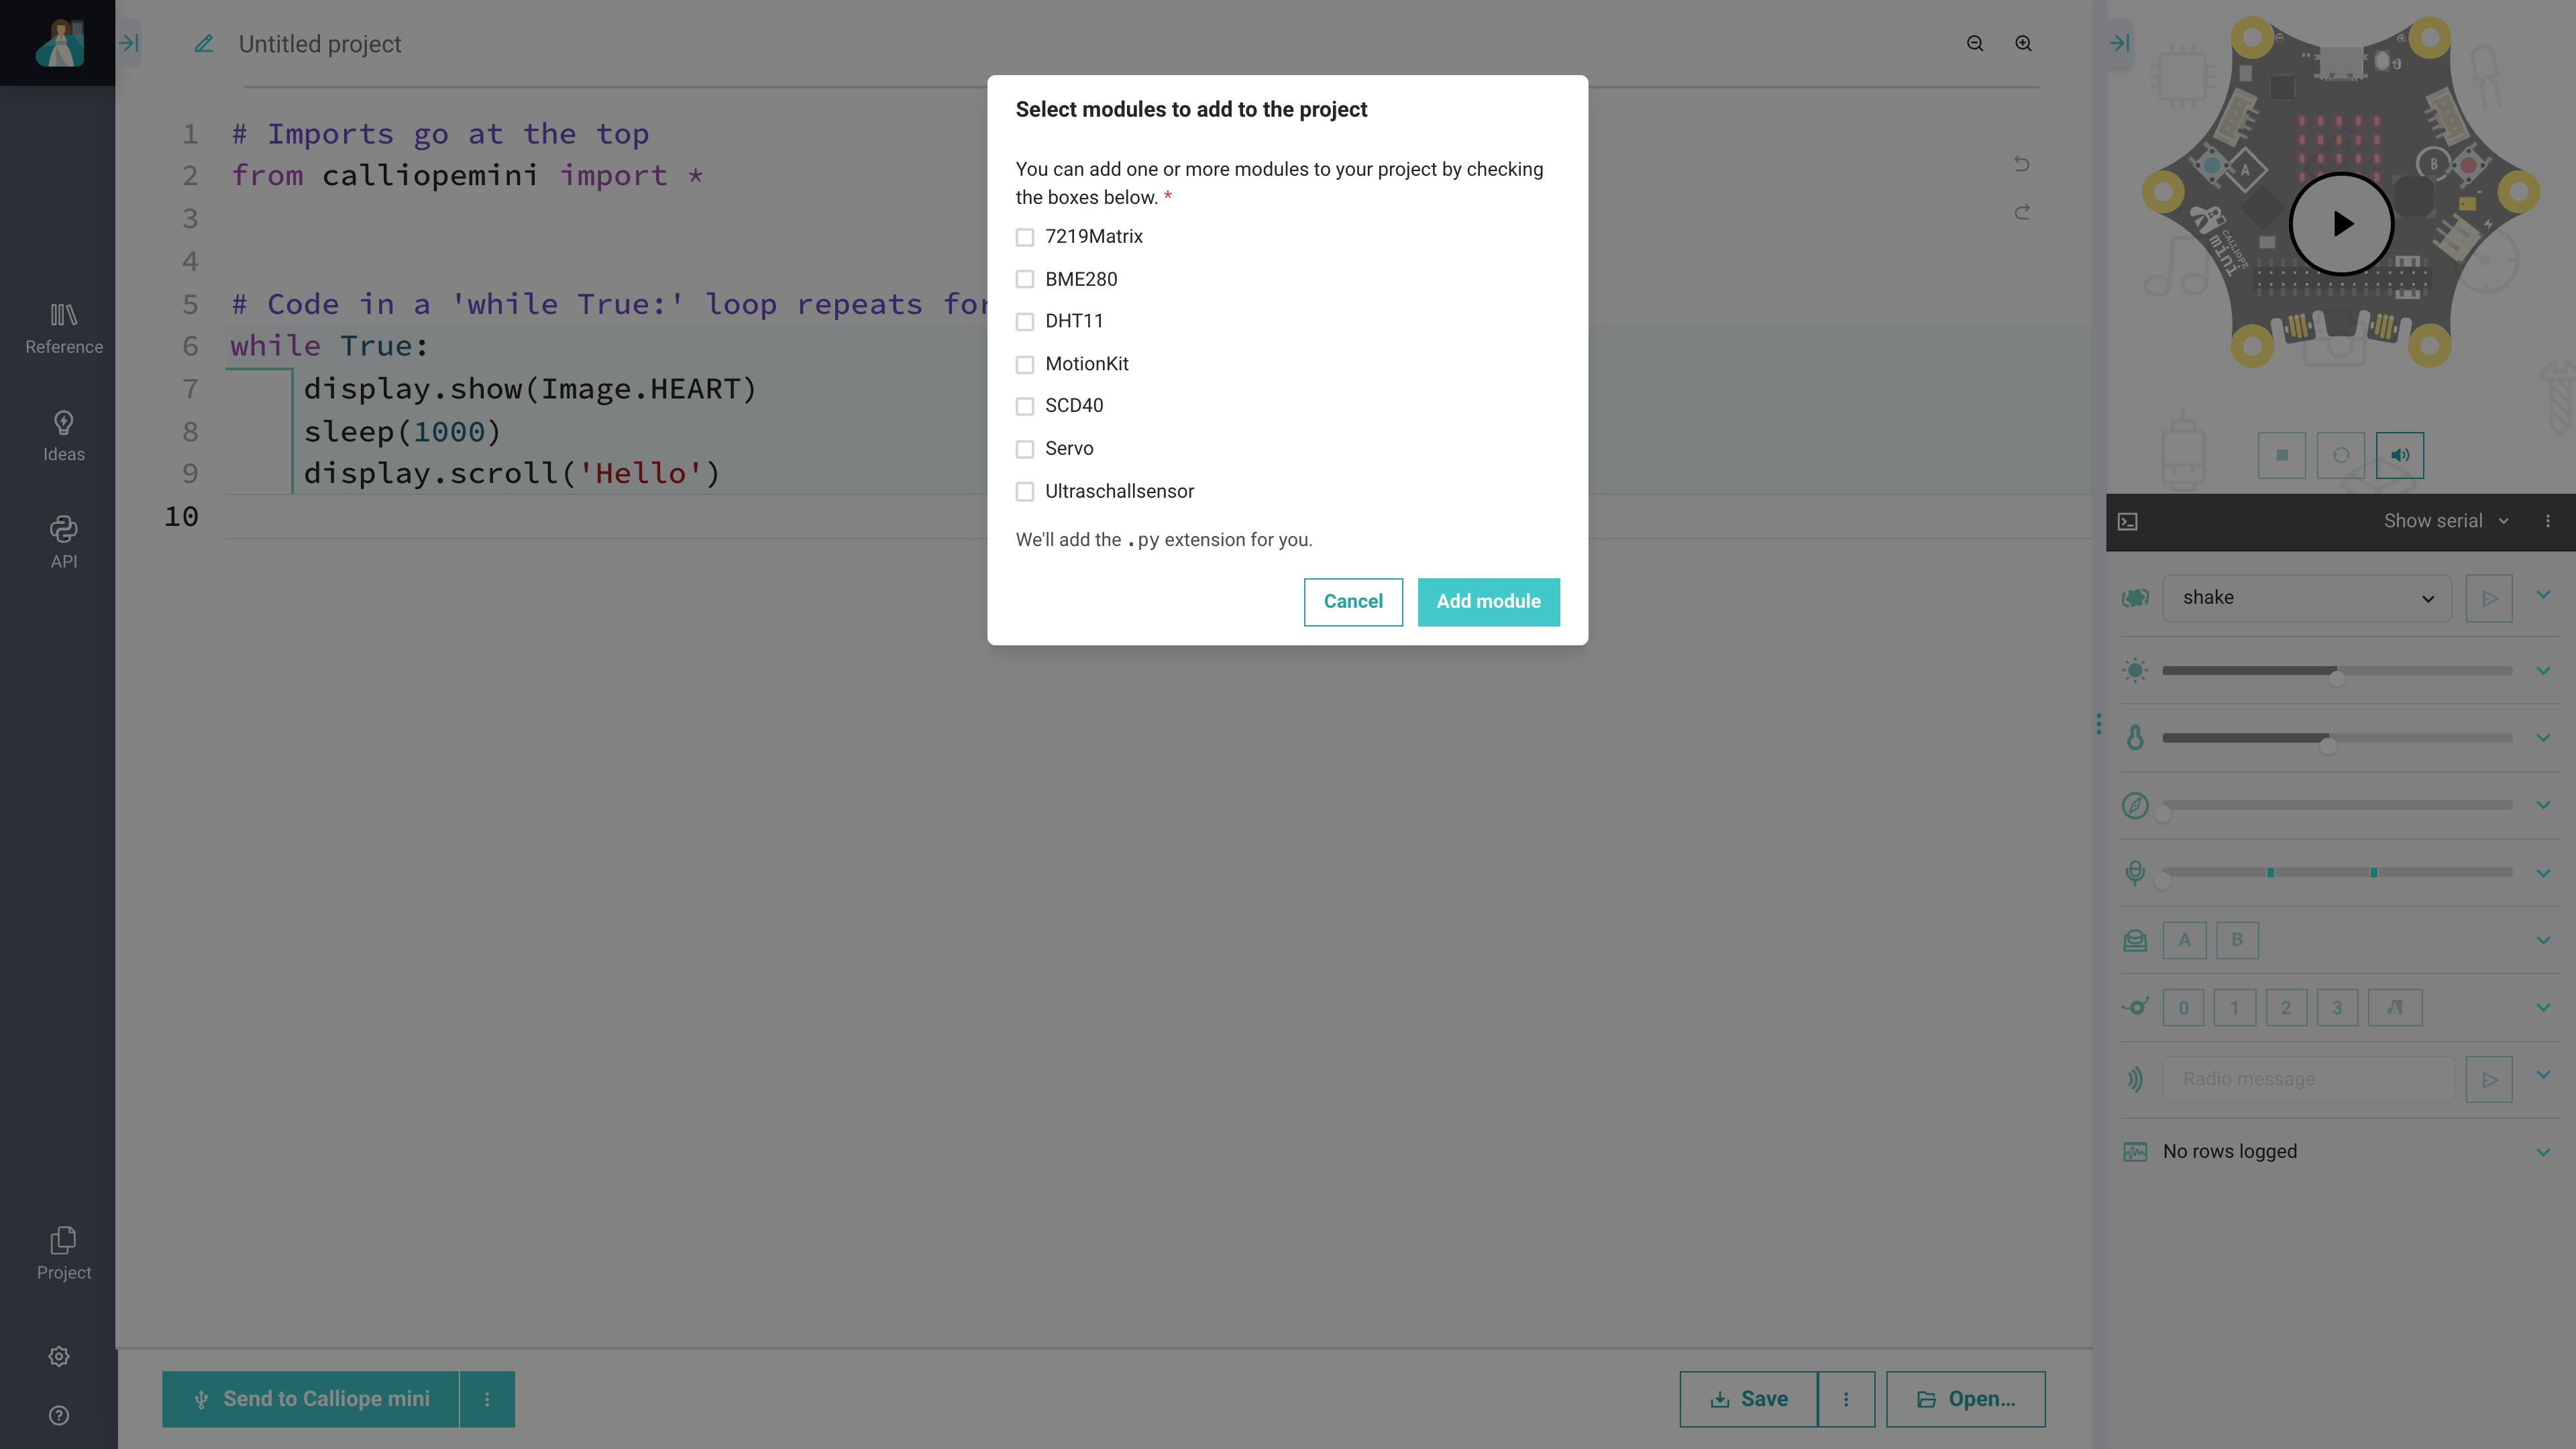 Untitled project
1 # Imports go at the top
2 from calliopemini import *
3
4
5 # Code in a 'while True:' loop repeats for
6 while True:
7 display.show(Image.HEART)
8 sleep(1000)
9 display.scroll('Hello')
10
Reference
Ideas
API
Project
Select modules to add to the project
You can add one or more modules to your project by checking
the boxes below. *
7219Matrix
BME280
DHT11
MotionKit
SCD40
Servo
Ultraschallsensor
We'll add the .py extension for you.
Cancel
Add module
Send to Calliope mini
Save
Open...
A
B
CALLIOPE
mini
Show serial
shake
A B
0 1 2 3
Radio message
No rows logged